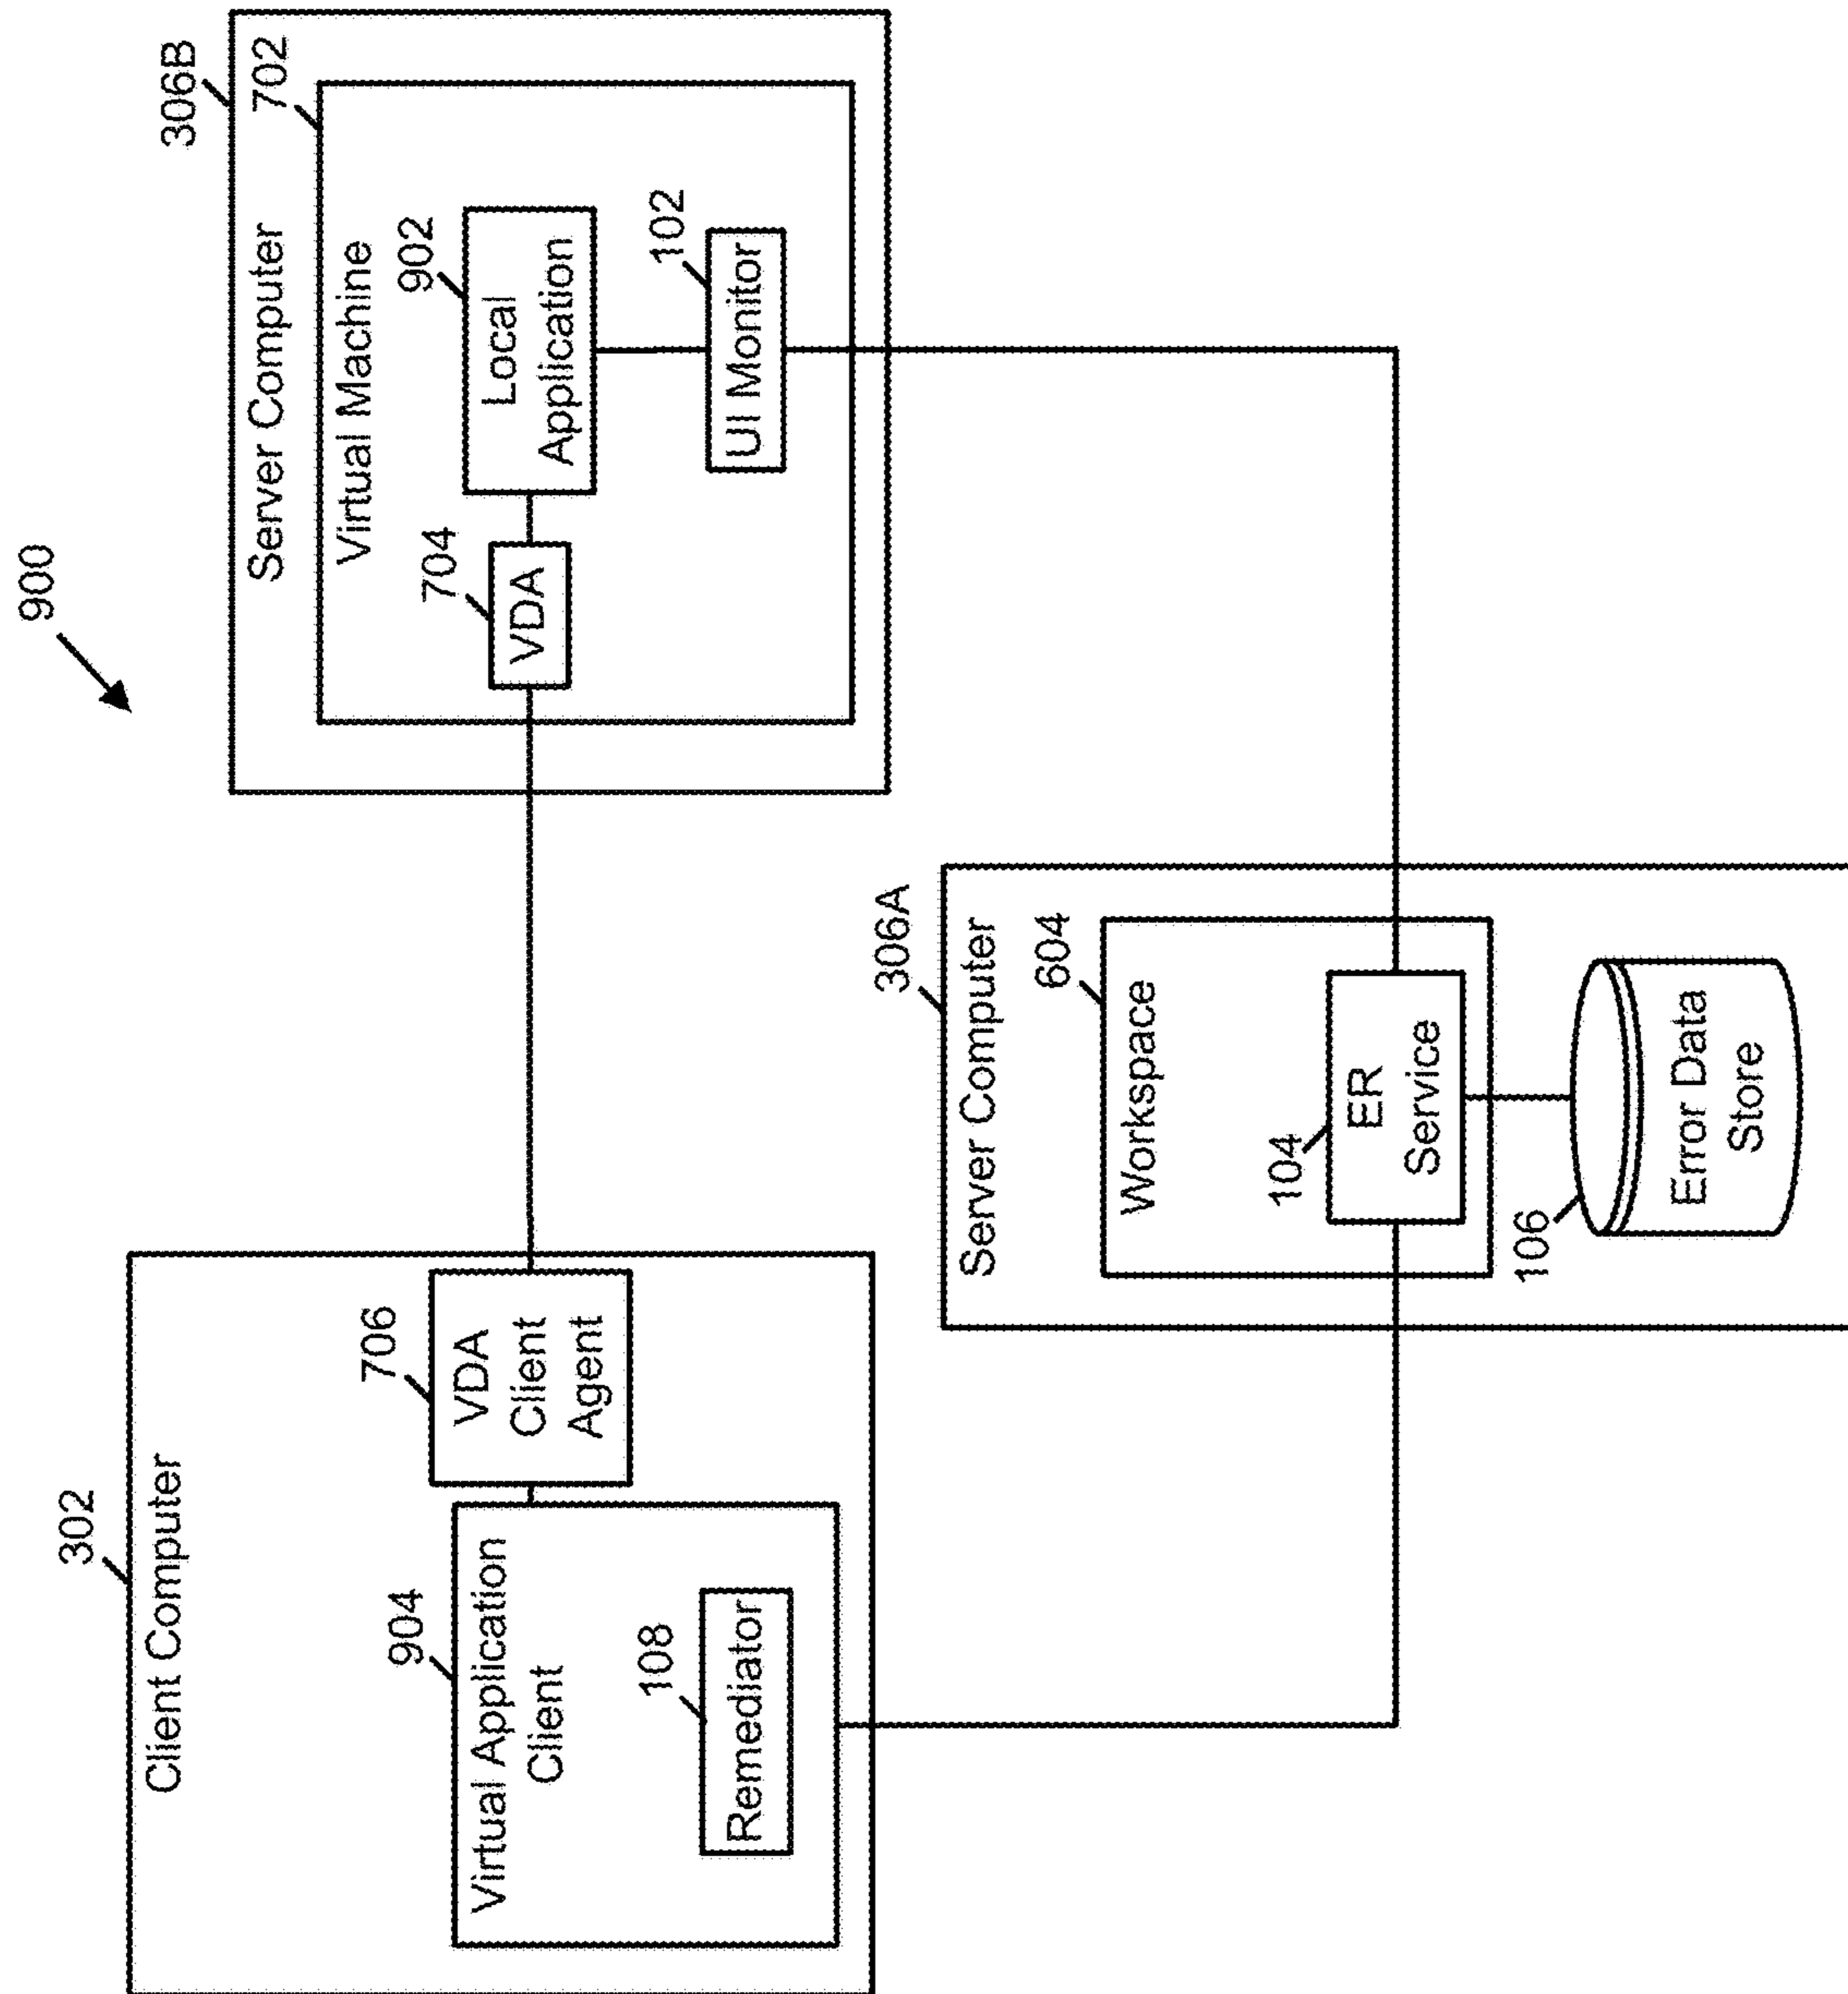 900
302
Client Computer
904
Virtual Application
Client
108
Remediator
706
VDA
Client
Agent
306B
Server Computer
702
Virtual Machine
704
VDA
902
Local
Application
102
UI Monitor
306A
Server Computer
604
Workspace
104
ER
Service
106
Error Data
Store